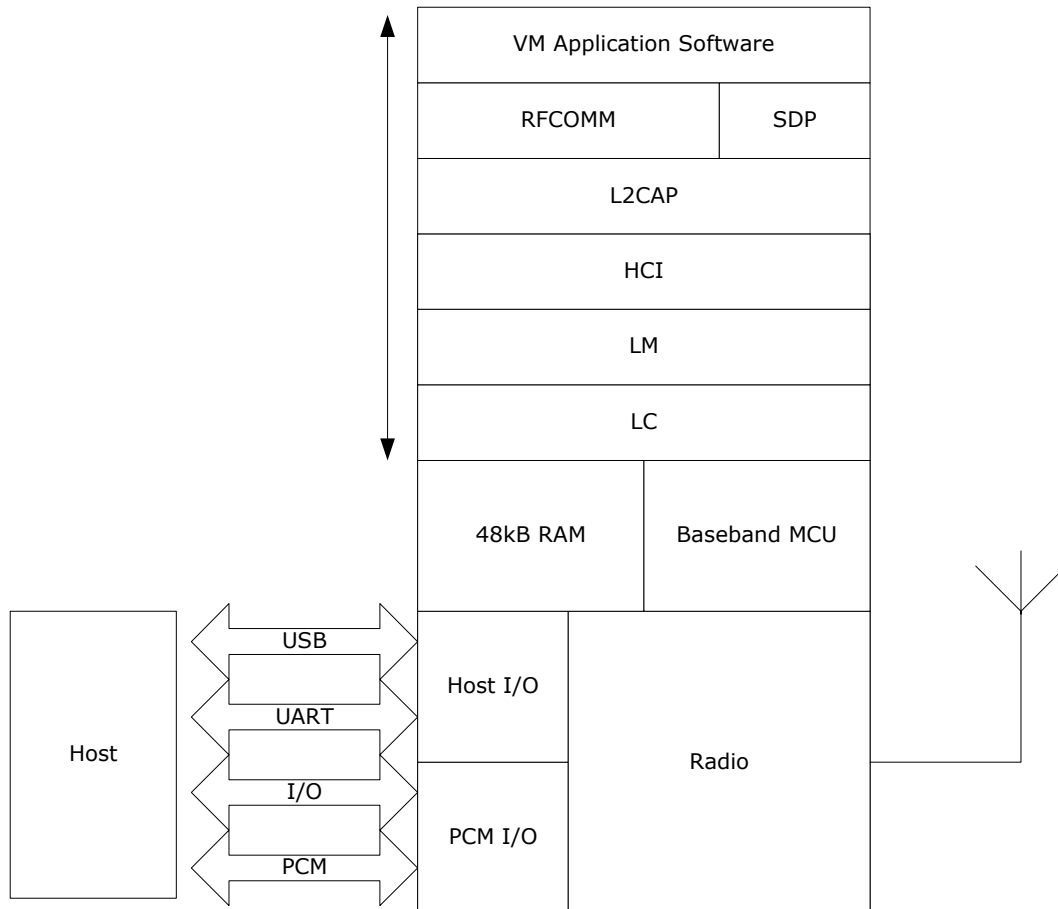 VM Application Software
RFCOMM
SDP
L2CAP
HCI
LM
LC
48kB RAM
Baseband MCU
USB
Host I/O
UART
Host
Radio
I/O
PCM I/O
PCM